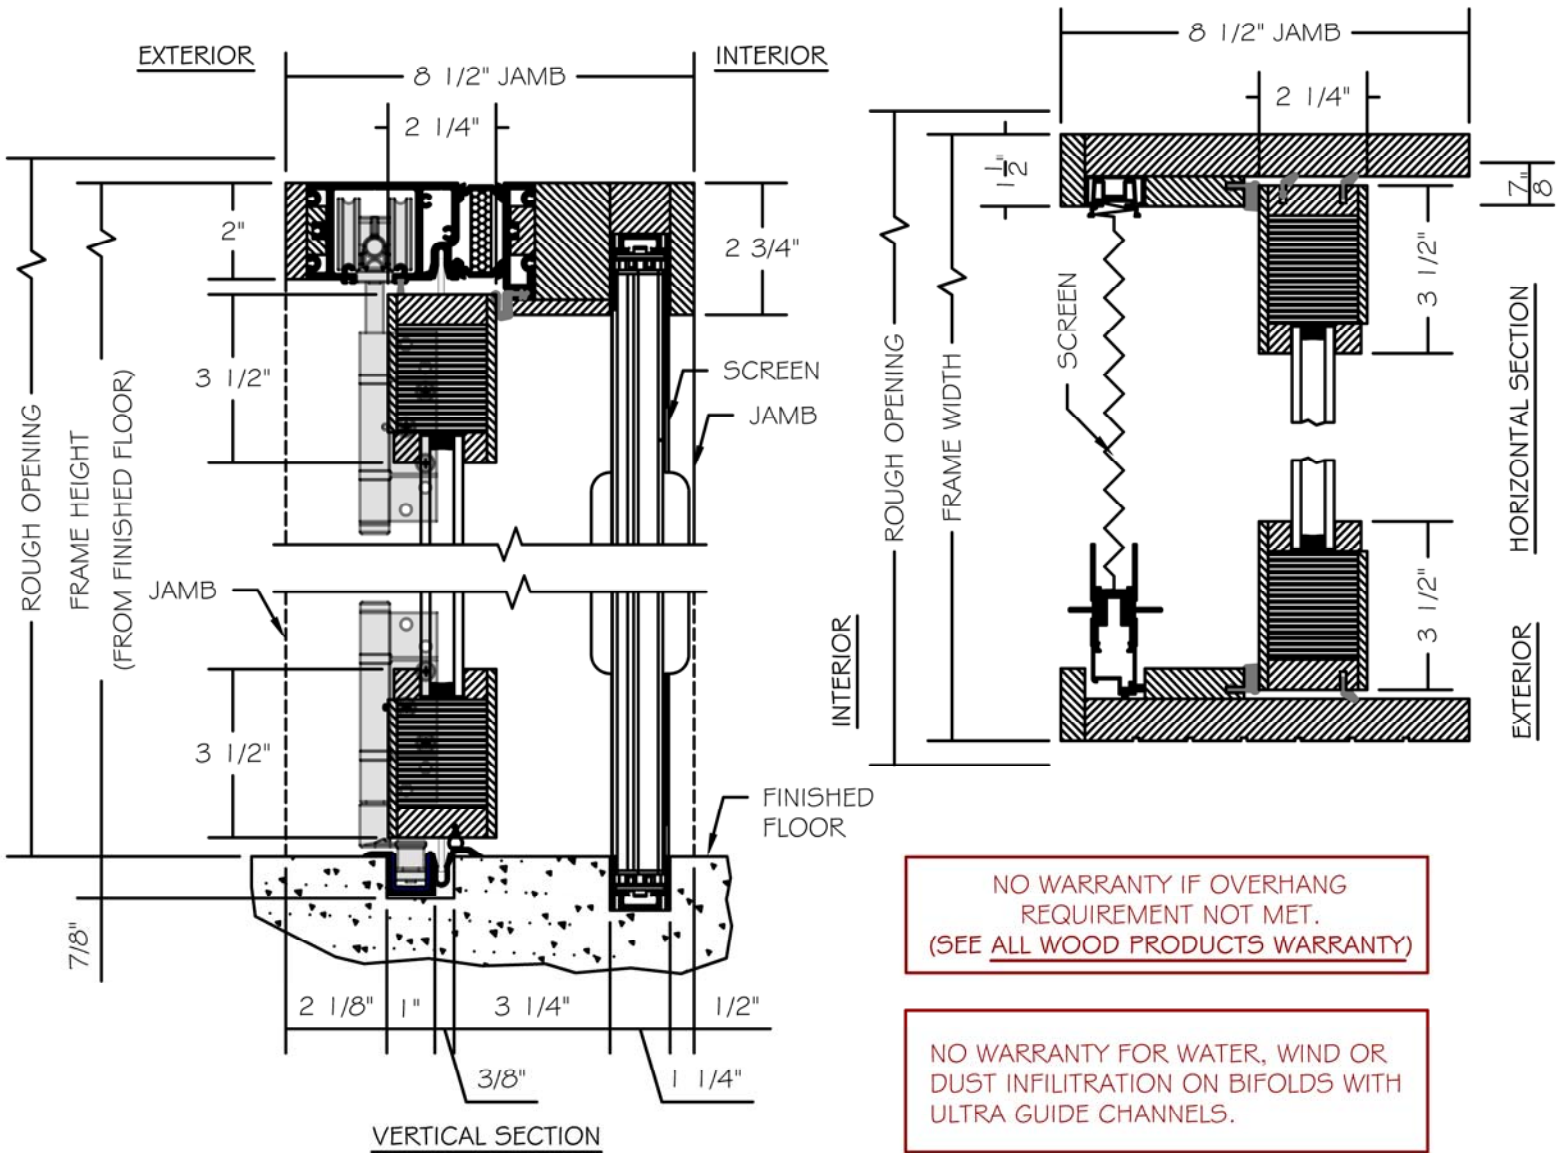 EXTERIOR
8 1/2" JAMB
INTERIOR
2 1/4"
2"
2 3/4"
3 1/2"
SCREEN
JAMB
ROUGH OPENING
FRAME HEIGHT
(FROM FINISHED FLOOR)
JAMB
3 1/2"
FINISHED
FLOOR
7/8"
2 1/8"
1"
3 1/4"
1/2"
3/8"
1 1/4"
VERTICAL SECTION
8 1/2" JAMB
2 1/4"
1 1/2"
7/8"
3 1/2"
SCREEN
ROUGH OPENING
FRAME WIDTH
HORIZONTAL SECTION
3 1/2"
INTERIOR
EXTERIOR
NO WARRANTY IF OVERHANG
REQUIREMENT NOT MET.
(SEE ALL WOOD PRODUCTS WARRANTY)
NO WARRANTY FOR WATER, WIND OR
DUST INFILITRATION ON BIFOLDS WITH
ULTRA GUIDE CHANNELS.